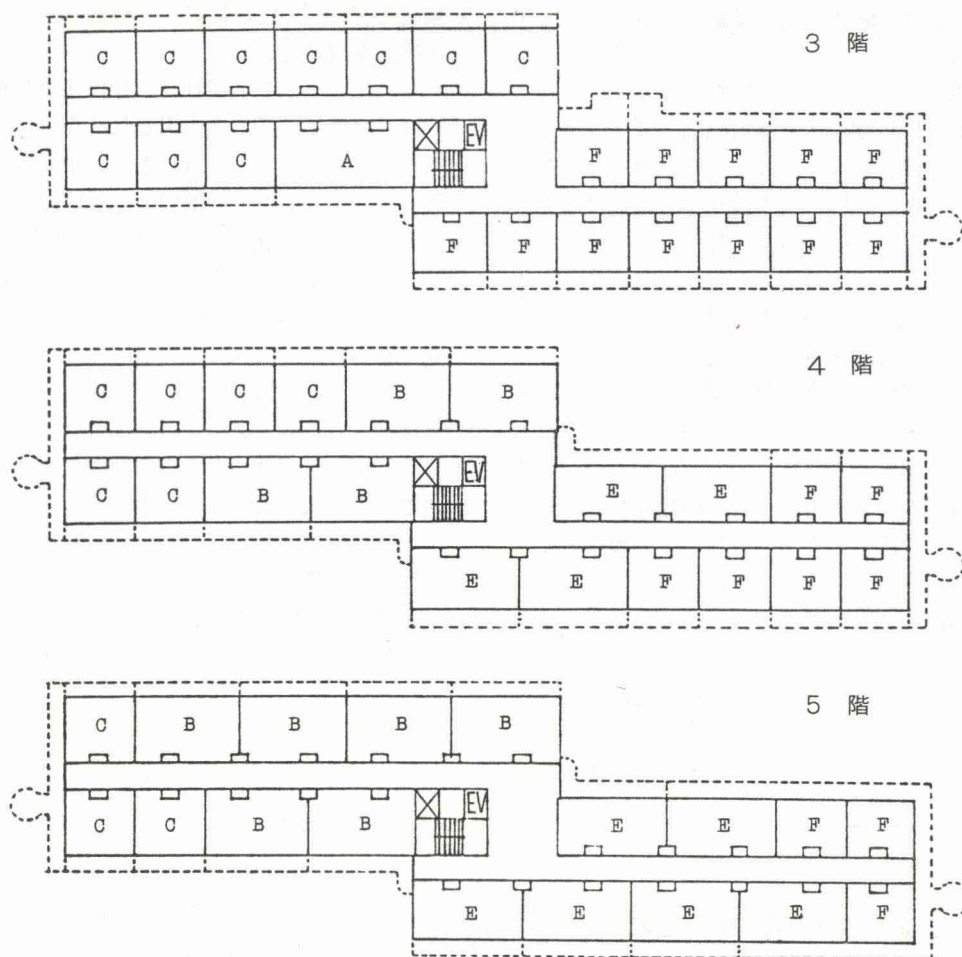 3 階
C C C C C C C
EV
C C C A
F F F F F
F F F F F F F
4 階
C C C C B B
EV
C C B B
E E F F
E E F F F F
5 階
C B B B B
EV
C C B B
E E F F
E E E E F